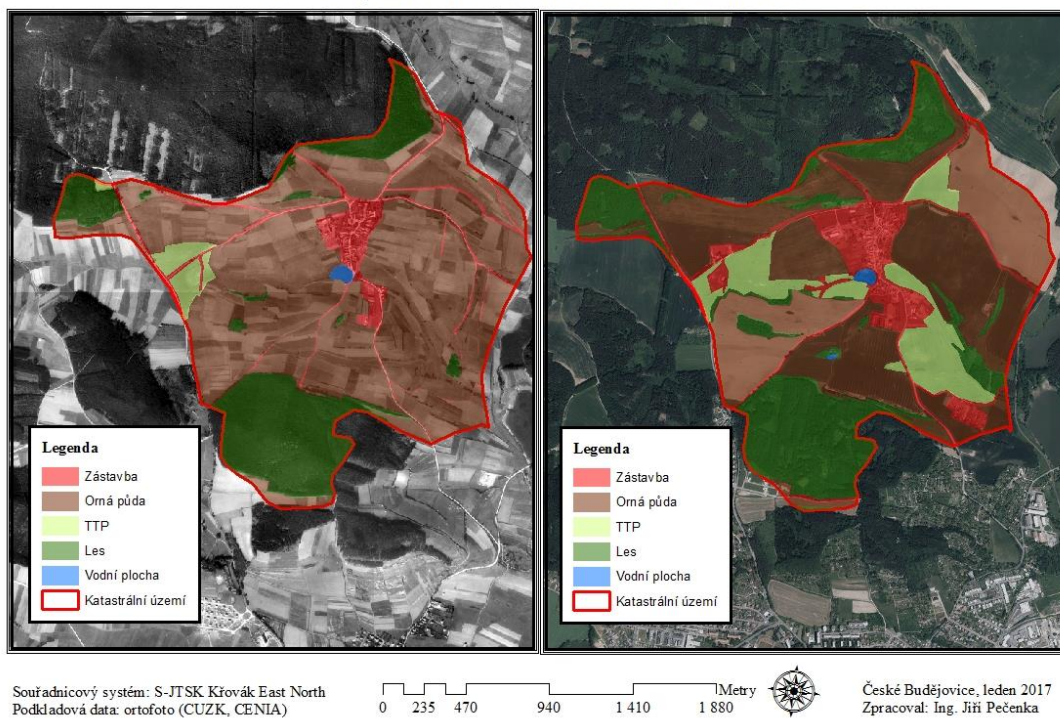 Legenda
Zástavba
Orná půda
TTP
Les
Vodní plocha
Katastrální území
Legenda
Zástavba
Orná půda
TTP
Les
Vodní plocha
Katastrální území
Souřadnicový systém: S-JTSK Křovák East North
Podkladová data: ortofoto (CUZK, CENIA)
Metry
0 235 470 940 1 410 1 880
České Budějovice, leden 2017
Zpracoval: Ing. Jiří Pečenka